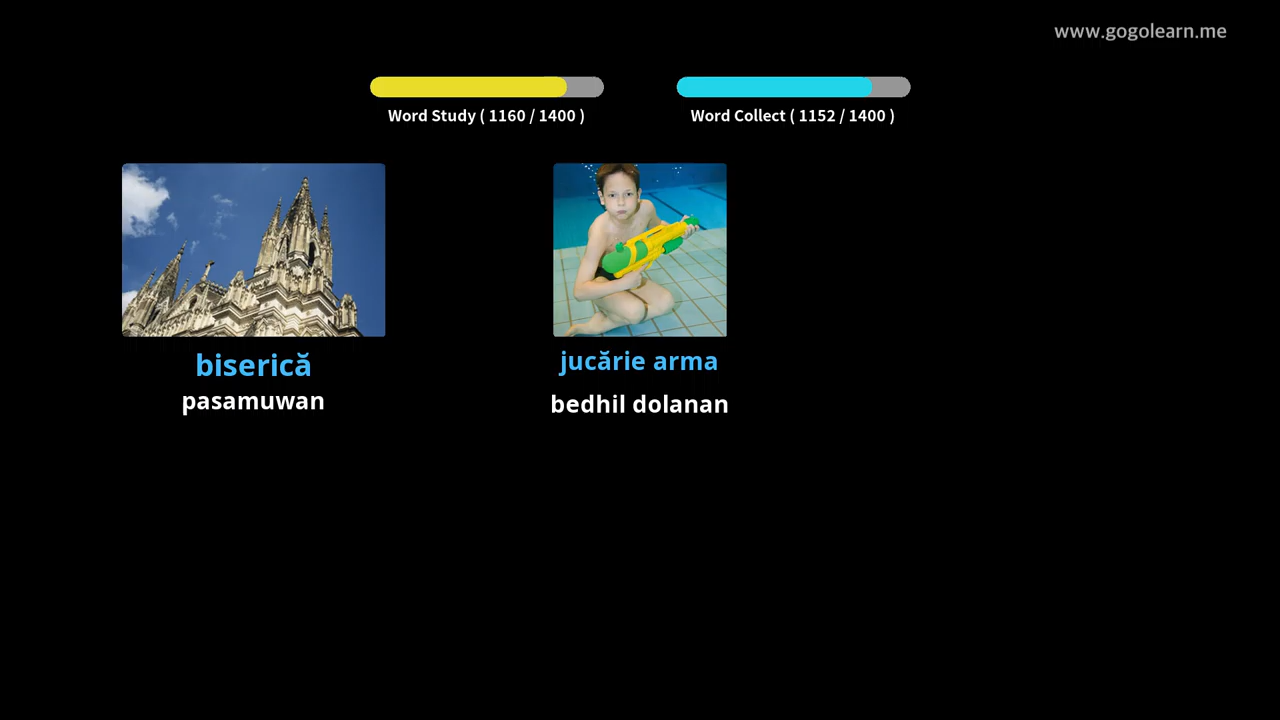 www.gogolearn.me
Word Study ( 1160 / 1400 )
Word Collect ( 1152 / 1400 )
biserică
pasamuwan
jucărie arma
bedhil dolanan